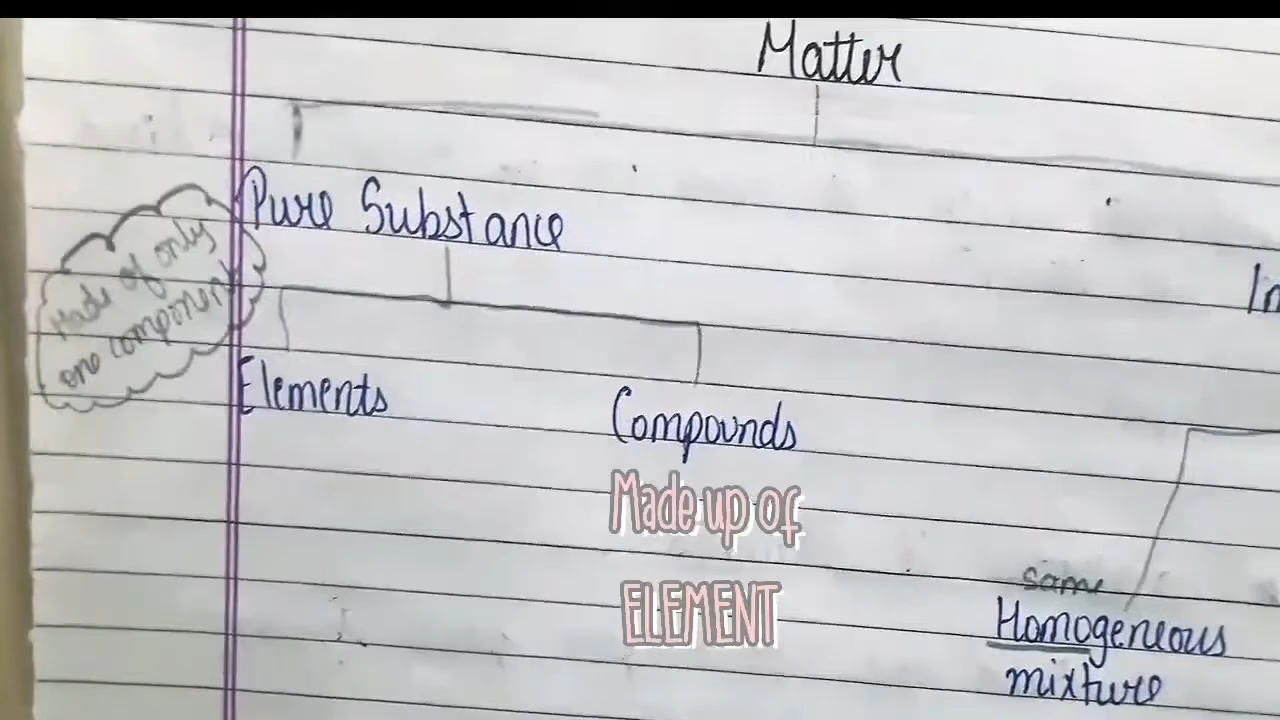 Matter
Pure Substance
Made of only
one component
Elements
Compounds
Made up of
ELEMENT
same
Homogeneous
mixture